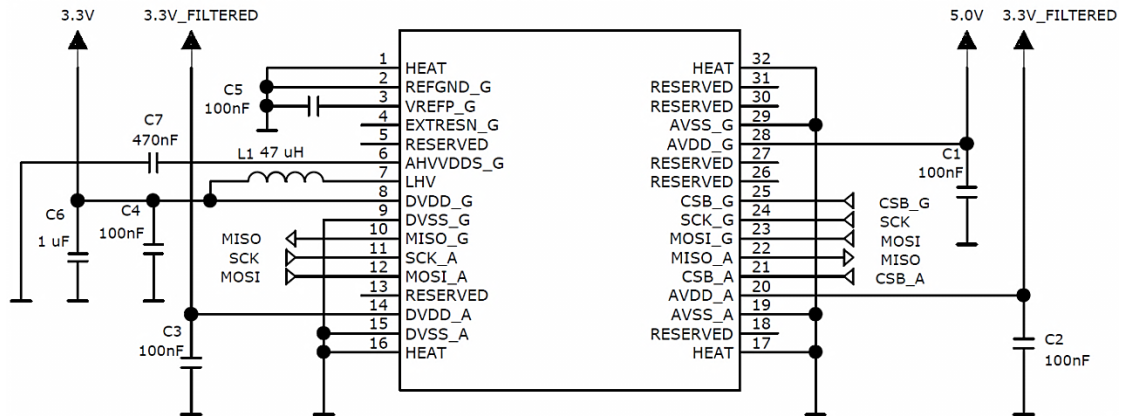 3.3V 3.3V_FILTERED 5.0V 3.3V_FILTERED
1 HEAT
2 REFGND_G
3 VREFP_G
4 EXTRESN_G
5 RESERVED
6 AHVVDDS_G
7 LHV
8 DVDD_G
9 DVSS_G
10 MISO_G
11 SCK_A
12 MOSI_A
13 RESERVED
14 DVDD_A
15 DVSS_A
16 HEAT
HEAT 32
RESERVED 31
RESERVED 30
AVSS_G 29
AVDD_G 28
RESERVED 27
RESERVED 26
CSB_G 25
SCK_G 24
MOSI_G 23
MISO_A 22
CSB_A 21
AVDD_A 20
AVSS_A 19
RESERVED 18
HEAT 17
C5
100nF
C7
470nF
L1 47 uH
C6
1 uF
C4
100nF
MISO
SCK
MOSI
C3
100nF
C1
100nF
CSB_G
SCK
MOSI
MISO
CSB_A
C2
100nF